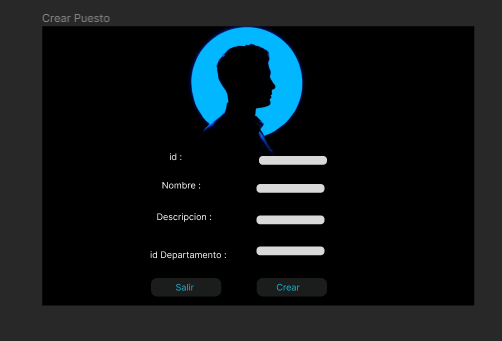 Crear Puesto
id :
Nombre :
Descripcion :
id Departamento :
Salir
Crear